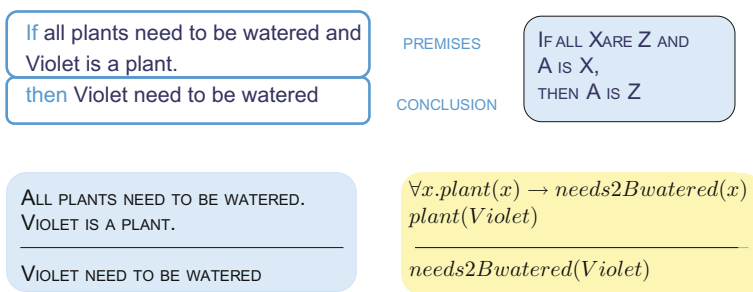 If all plants need to be watered and
Violet is a plant.
then Violet need to be watered
PREMISES
CONCLUSION
IF ALL XARE Z AND
A IS X,
THEN A IS Z
ALL PLANTS NEED TO BE WATERED.
VIOLET IS A PLANT.
VIOLET NEED TO BE WATERED
∀x.plant(x) → needs2Bwatered(x)
plant(Violet)
needs2Bwatered(Violet)